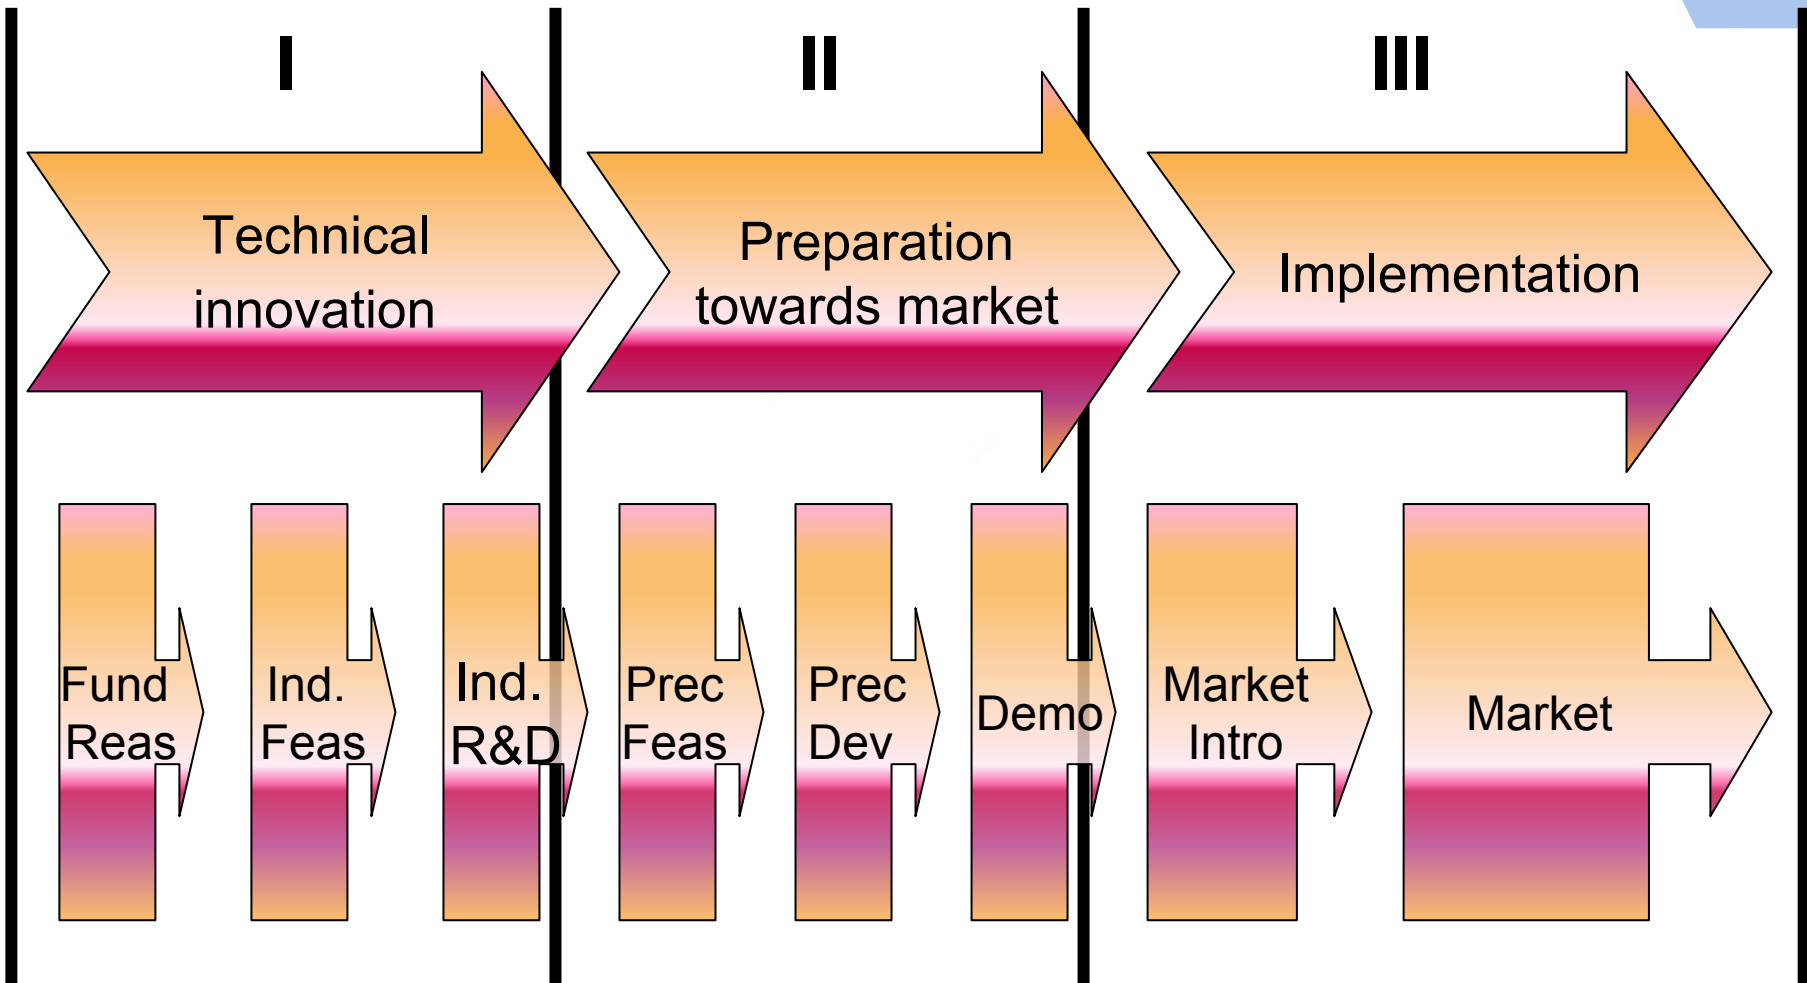 I
II
III
Technical
innovation
Preparation
towards market
Implementation
Fund
Reas
Ind.
Feas
Ind.
R&D
Prec
Feas
Prec
Dev
Demo
Market
Intro
Market